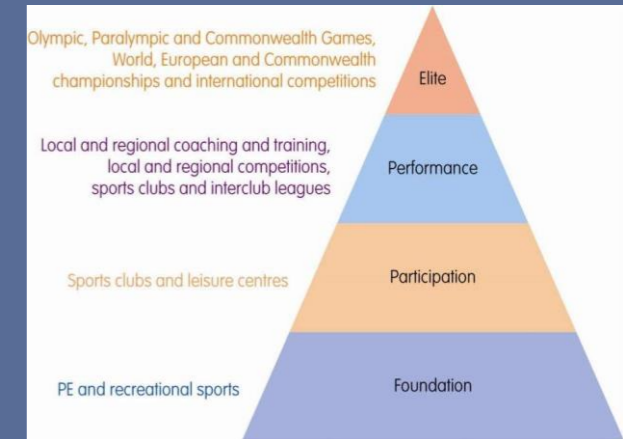 Olympic, Paralympic and Commonwealth Games,
World, European and Commonwealth
championships and international competitions
Elite
Local and regional coaching and training,
local and regional competitions,
sports clubs and interclub leagues
Performance
Sports clubs and leisure centres
Participation
PE and recreational sports
Foundation